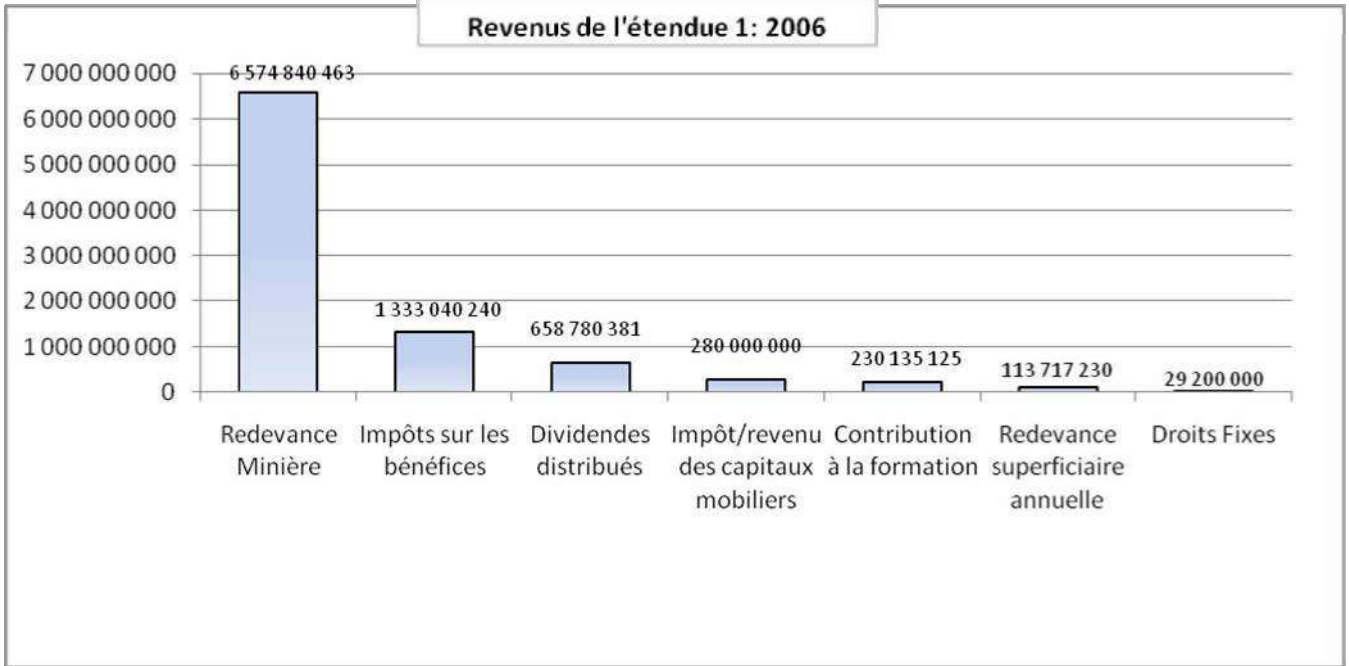 Revenus de l'étendue 1: 2006
7 000 000 000
6 000 000 000
5 000 000 000
4 000 000 000
3 000 000 000
2 000 000 000
1 000 000 000
0
6 574 840 463
1 333 040 240
658 780 381
280 000 000
230 135 125
113 717 230
29 200 000
Redevance
Minière
Impôts sur les
bénéfices
Dividendes
distribués
Impôt/revenu
des capitaux
mobiliers
Contribution
à la formation
Redevance
superficiaire
annuelle
Droits Fixes